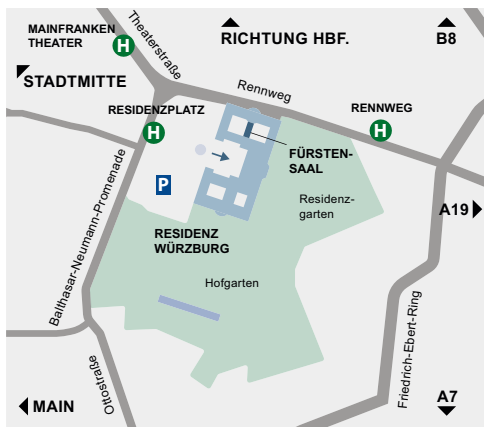 MAINFRANKEN
THEATER
H
Theaterstraße
RICHTUNG HBF.
B8
STADTMITTE
Rennweg
RESIDENZPLATZ
H
RENNWEG
H
FÜRSTEN-
SAAL
P
Residenz-
garten
A19
Balthasar-Neumann-Promenade
RESIDENZ
WÜRZBURG
Hofgarten
Friedrich-Ebert-Ring
Ottostraße
MAIN
A7